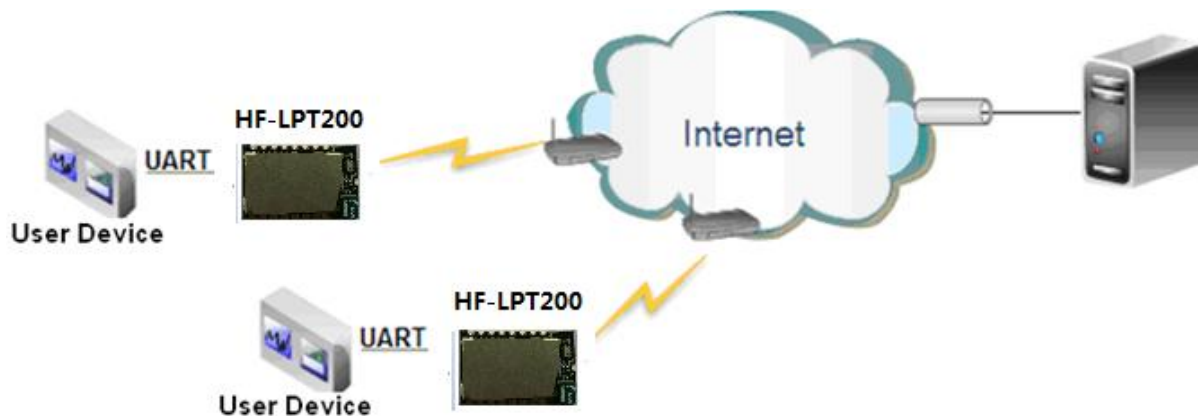 HF-LPT200
UART
User Device
Internet
HF-LPT200
UART
User Device